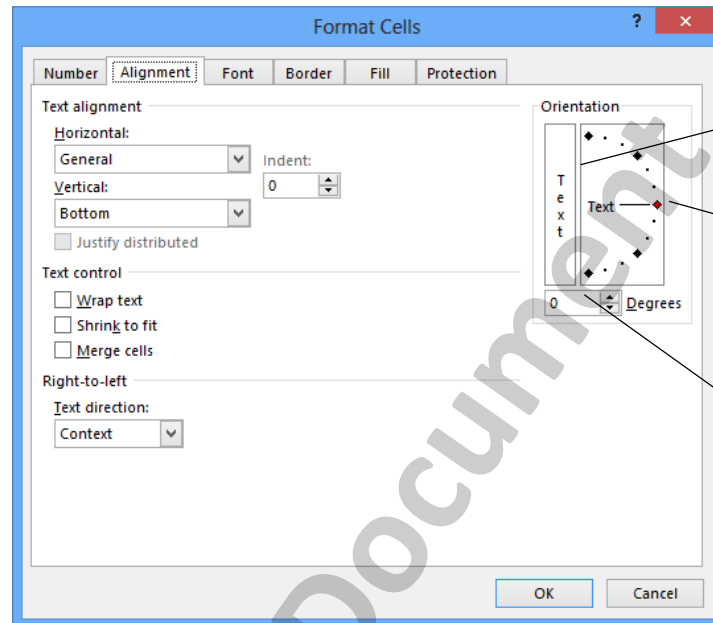 Format Cells
?
×
Number Alignment Font Border Fill Protection
Text alignment
Horizontal:
General
Indent:
0
Vertical:
Bottom
Justify distributed
Text control
Wrap text
Shrink to fit
Merge cells
Right-to-left
Text direction:
Context
Orientation
Text
Text
0 Degrees
OK Cancel
Document